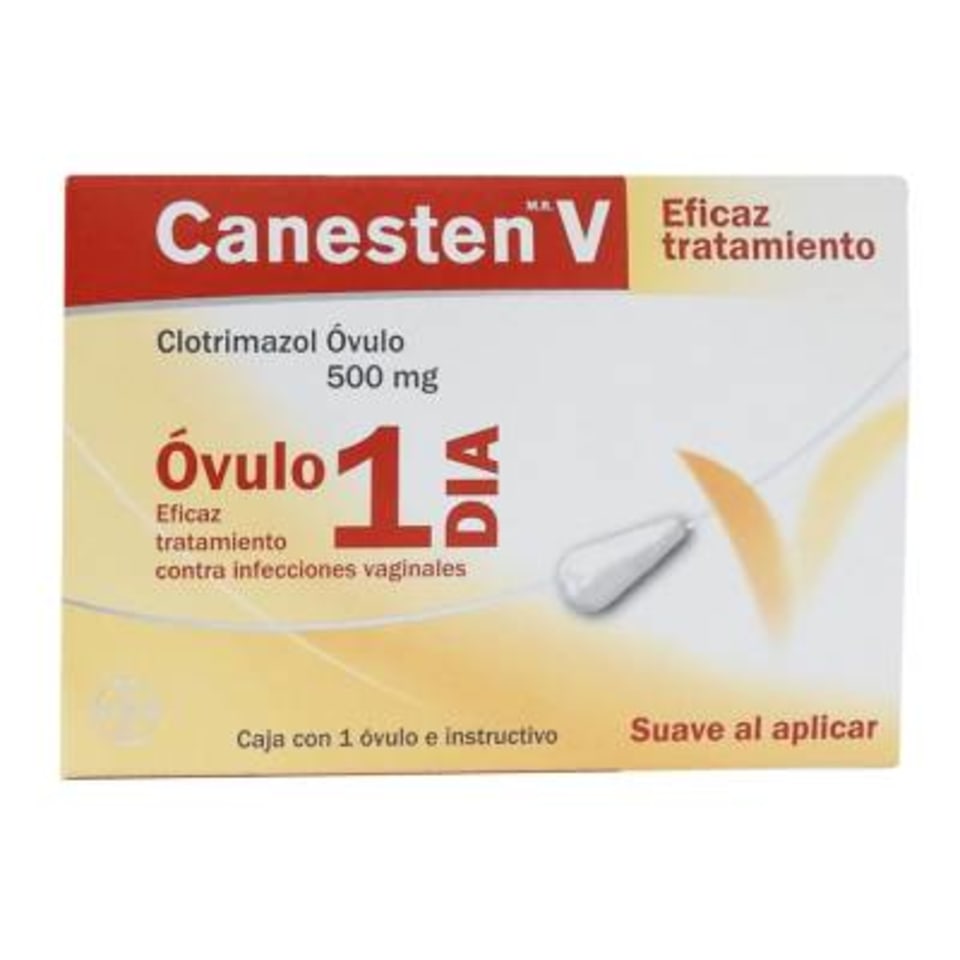 Canesten M.R. V
Eficaz
tratamiento
Clotrimazol Óvulo
500 mg
Óvulo 1 DIA
Eficaz
tratamiento
contra infecciones vaginales
Caja con 1 óvulo e instructivo
Suave al aplicar